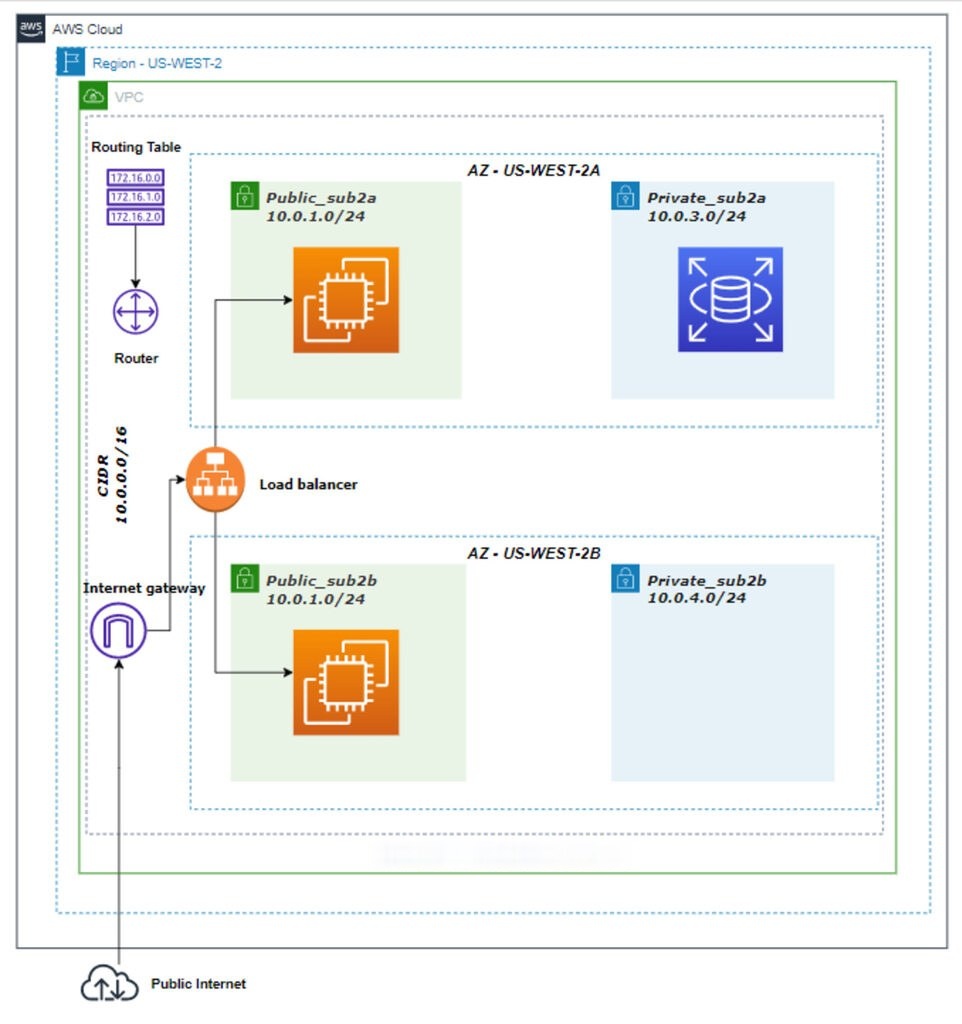 aws
AWS Cloud
Region - US-WEST-2
VPC
Routing Table
172.16.0.0
172.16.1.0
172.16.2.0
Router
CIDR
10.0.0.0/16
AZ - US-WEST-2A
Public_sub2a
10.0.1.0/24
Private_sub2a
10.0.3.0/24
Load balancer
AZ - US-WEST-2B
Public_sub2b
10.0.1.0/24
Private_sub2b
10.0.4.0/24
Internet gateway
Public Internet